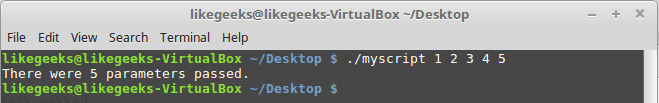 likegeeks@likegeeks-VirtualBox ~/Desktop
File Edit View Search Terminal Help
likegeeks@likegeeks-VirtualBox ~/Desktop $ ./myscript 1 2 3 4 5
There were 5 parameters passed.
likegeeks@likegeeks-VirtualBox ~/Desktop $